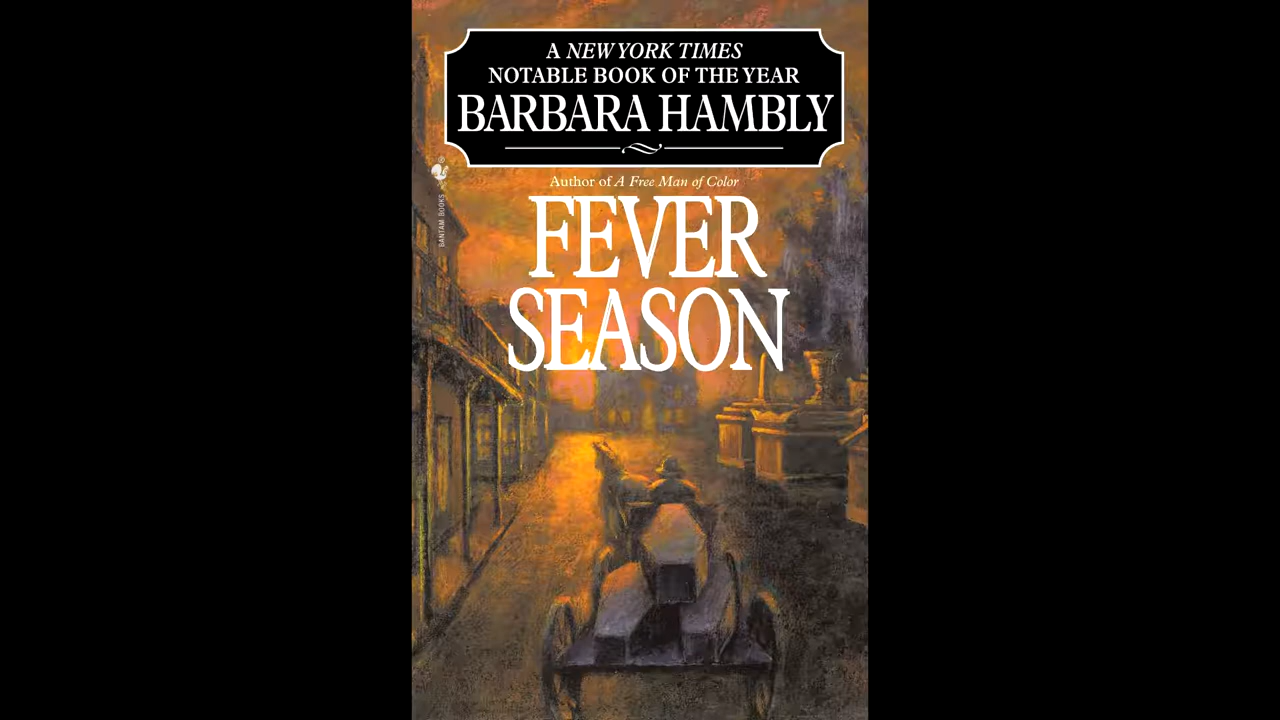 A NEW YORK TIMES
NOTABLE BOOK OF THE YEAR
BARBARA HAMBLY
Author of A Free Man of Color
FEVER
SEASON
BANTAM BOOKS